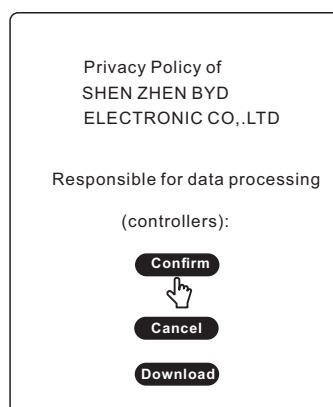 Privacy Policy of
SHEN ZHEN BYD
ELECTRONIC CO,.LTD
Responsible for data processing
(controllers):
Confirm
Cancel
Download